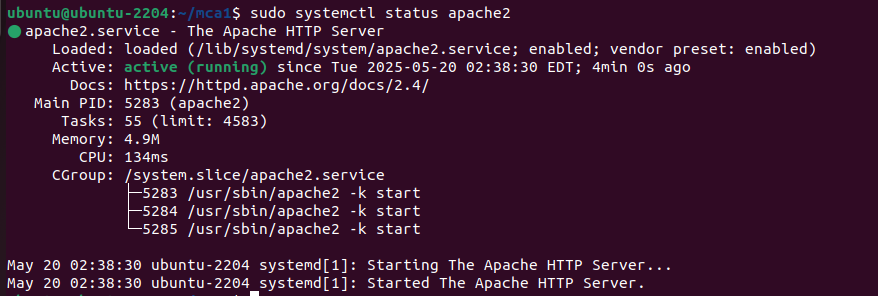 ubuntu@ubuntu-2204:~/mca1$ sudo systemctl status apache2
● apache2.service - The Apache HTTP Server
     Loaded: loaded (/lib/systemd/system/apache2.service; enabled; vendor preset: enabled)
     Active: active (running) since Tue 2025-05-20 02:38:30 EDT; 4min 0s ago
       Docs: https://httpd.apache.org/docs/2.4/
   Main PID: 5283 (apache2)
      Tasks: 55 (limit: 4583)
     Memory: 4.9M
        CPU: 134ms
     CGroup: /system.slice/apache2.service
             ├─5283 /usr/sbin/apache2 -k start
             ├─5284 /usr/sbin/apache2 -k start
             └─5285 /usr/sbin/apache2 -k start
May 20 02:38:30 ubuntu-2204 systemd[1]: Starting The Apache HTTP Server...
May 20 02:38:30 ubuntu-2204 systemd[1]: Started The Apache HTTP Server.